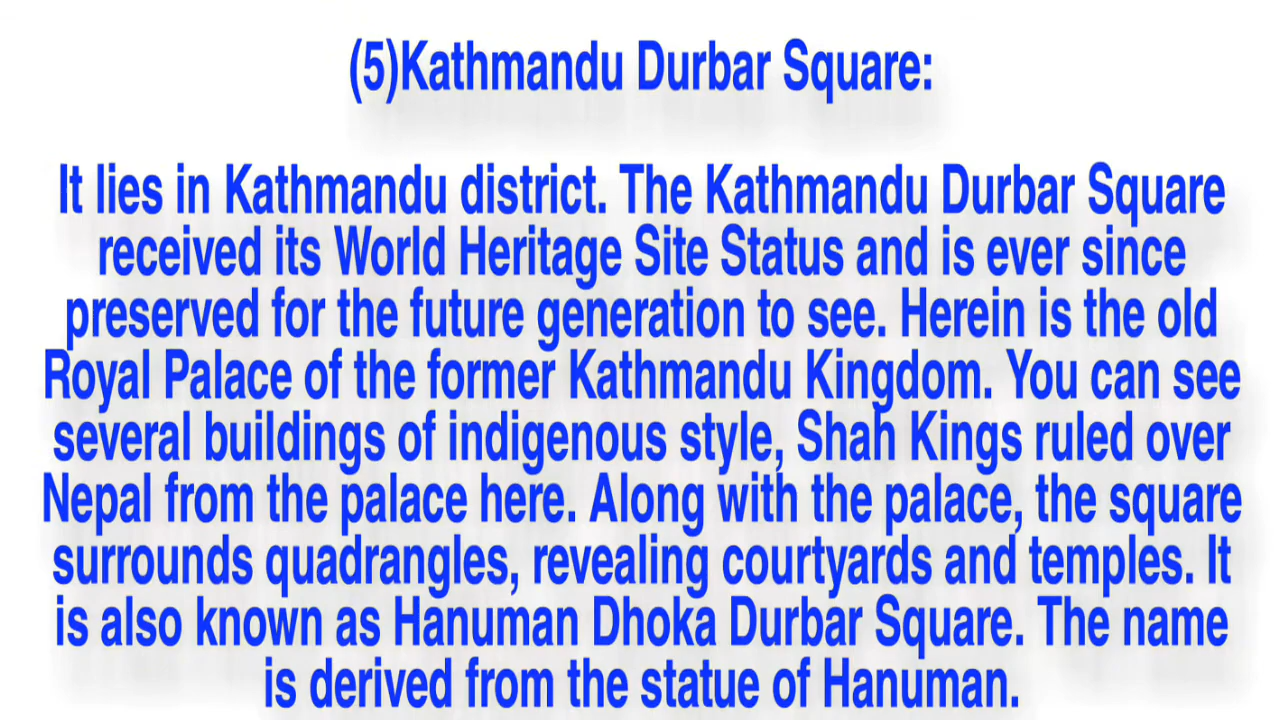 (5)Kathmandu Durbar Square:
It lies in Kathmandu district. The Kathmandu Durbar Square
received its World Heritage Site Status and is ever since
preserved for the future generation to see. Herein is the old
Royal Palace of the former Kathmandu Kingdom. You can see
several buildings of indigenous style, Shah Kings ruled over
Nepal from the palace here. Along with the palace, the square
surrounds quadrangles, revealing courtyards and temples. It
is also known as Hanuman Dhoka Durbar Square. The name
is derived from the statue of Hanuman.